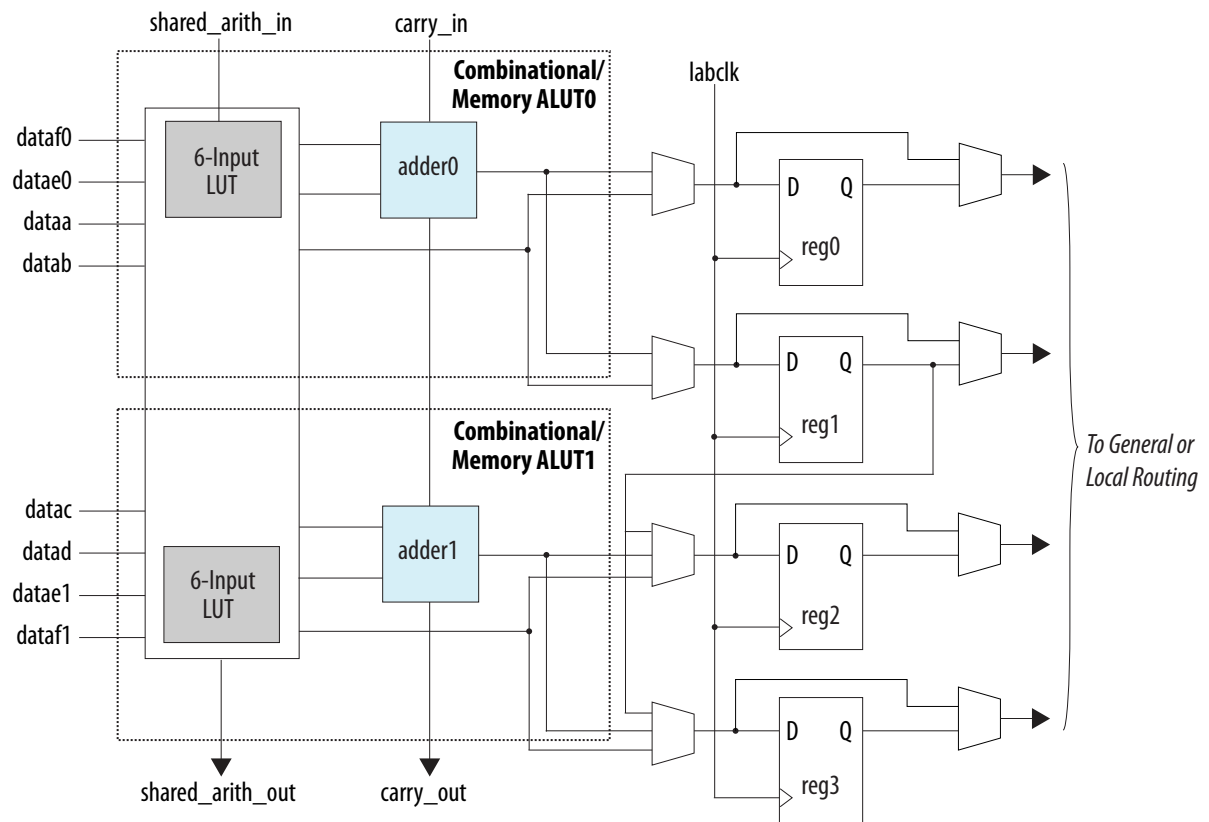 shared_arith_in
carry_in
labclk
Combinational/
Memory ALUT0
dataf0
datae0
dataa
datab
6-Input
LUT
adder0
D Q
reg0
D Q
reg1
Combinational/
Memory ALUT1
datac
datad
datae1
dataf1
6-Input
LUT
adder1
D Q
reg2
D Q
reg3
To General or
Local Routing
shared_arith_out
carry_out